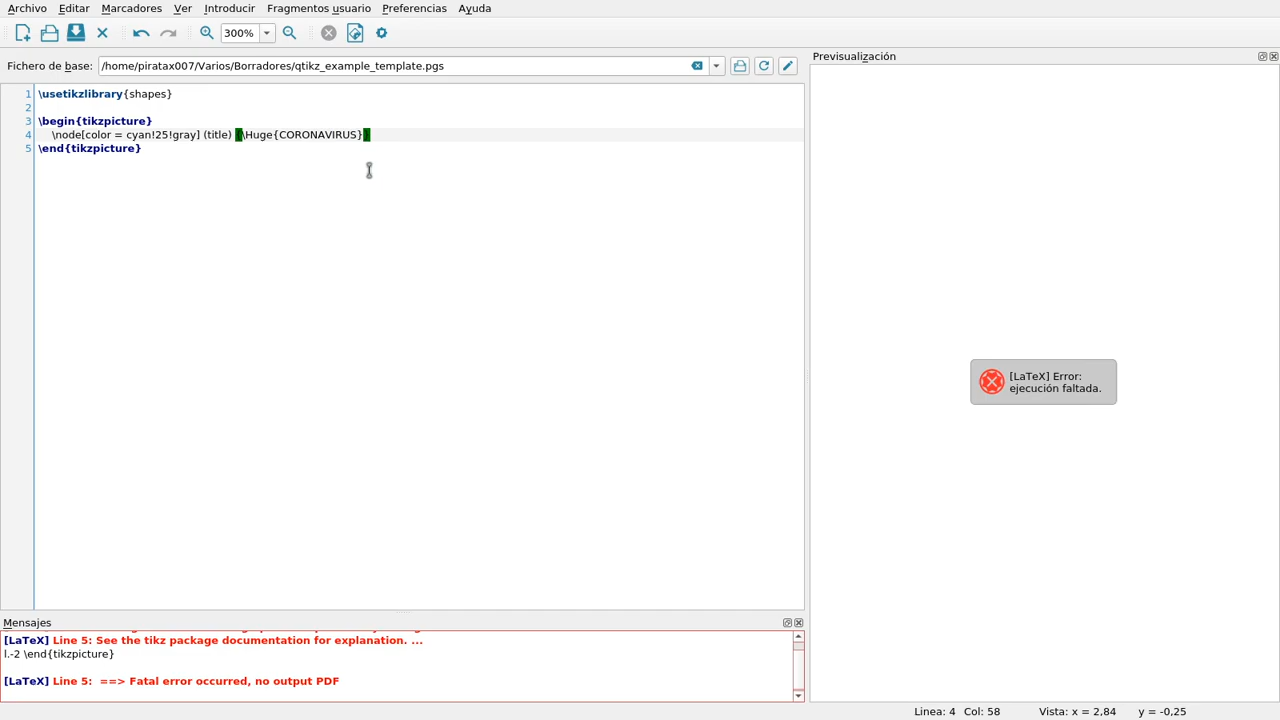 Archivo Editar Marcadores Ver Introducir Fragmentos usuario Preferencias Ayuda
300%
Fichero de base: /home/piratax007/Varios/Borradores/qtikz_example_template.pgs
Previsualización
1 \usetikzlibrary{shapes}
2
3 \begin{tikzpicture}
4 \node[color = cyan!25!gray] (title) {\Huge{CORONAVIRUS}}
5 \end{tikzpicture}
[LaTeX] Error:
ejecución faltada.
Mensajes
[LaTeX] Line 5: See the tikz package documentation for explanation. ...
l.-2 \end{tikzpicture}
[LaTeX] Line 5: ==> Fatal error occurred, no output PDF
Linea: 4 Col: 58 Vista: x = 2,84 y = -0,25